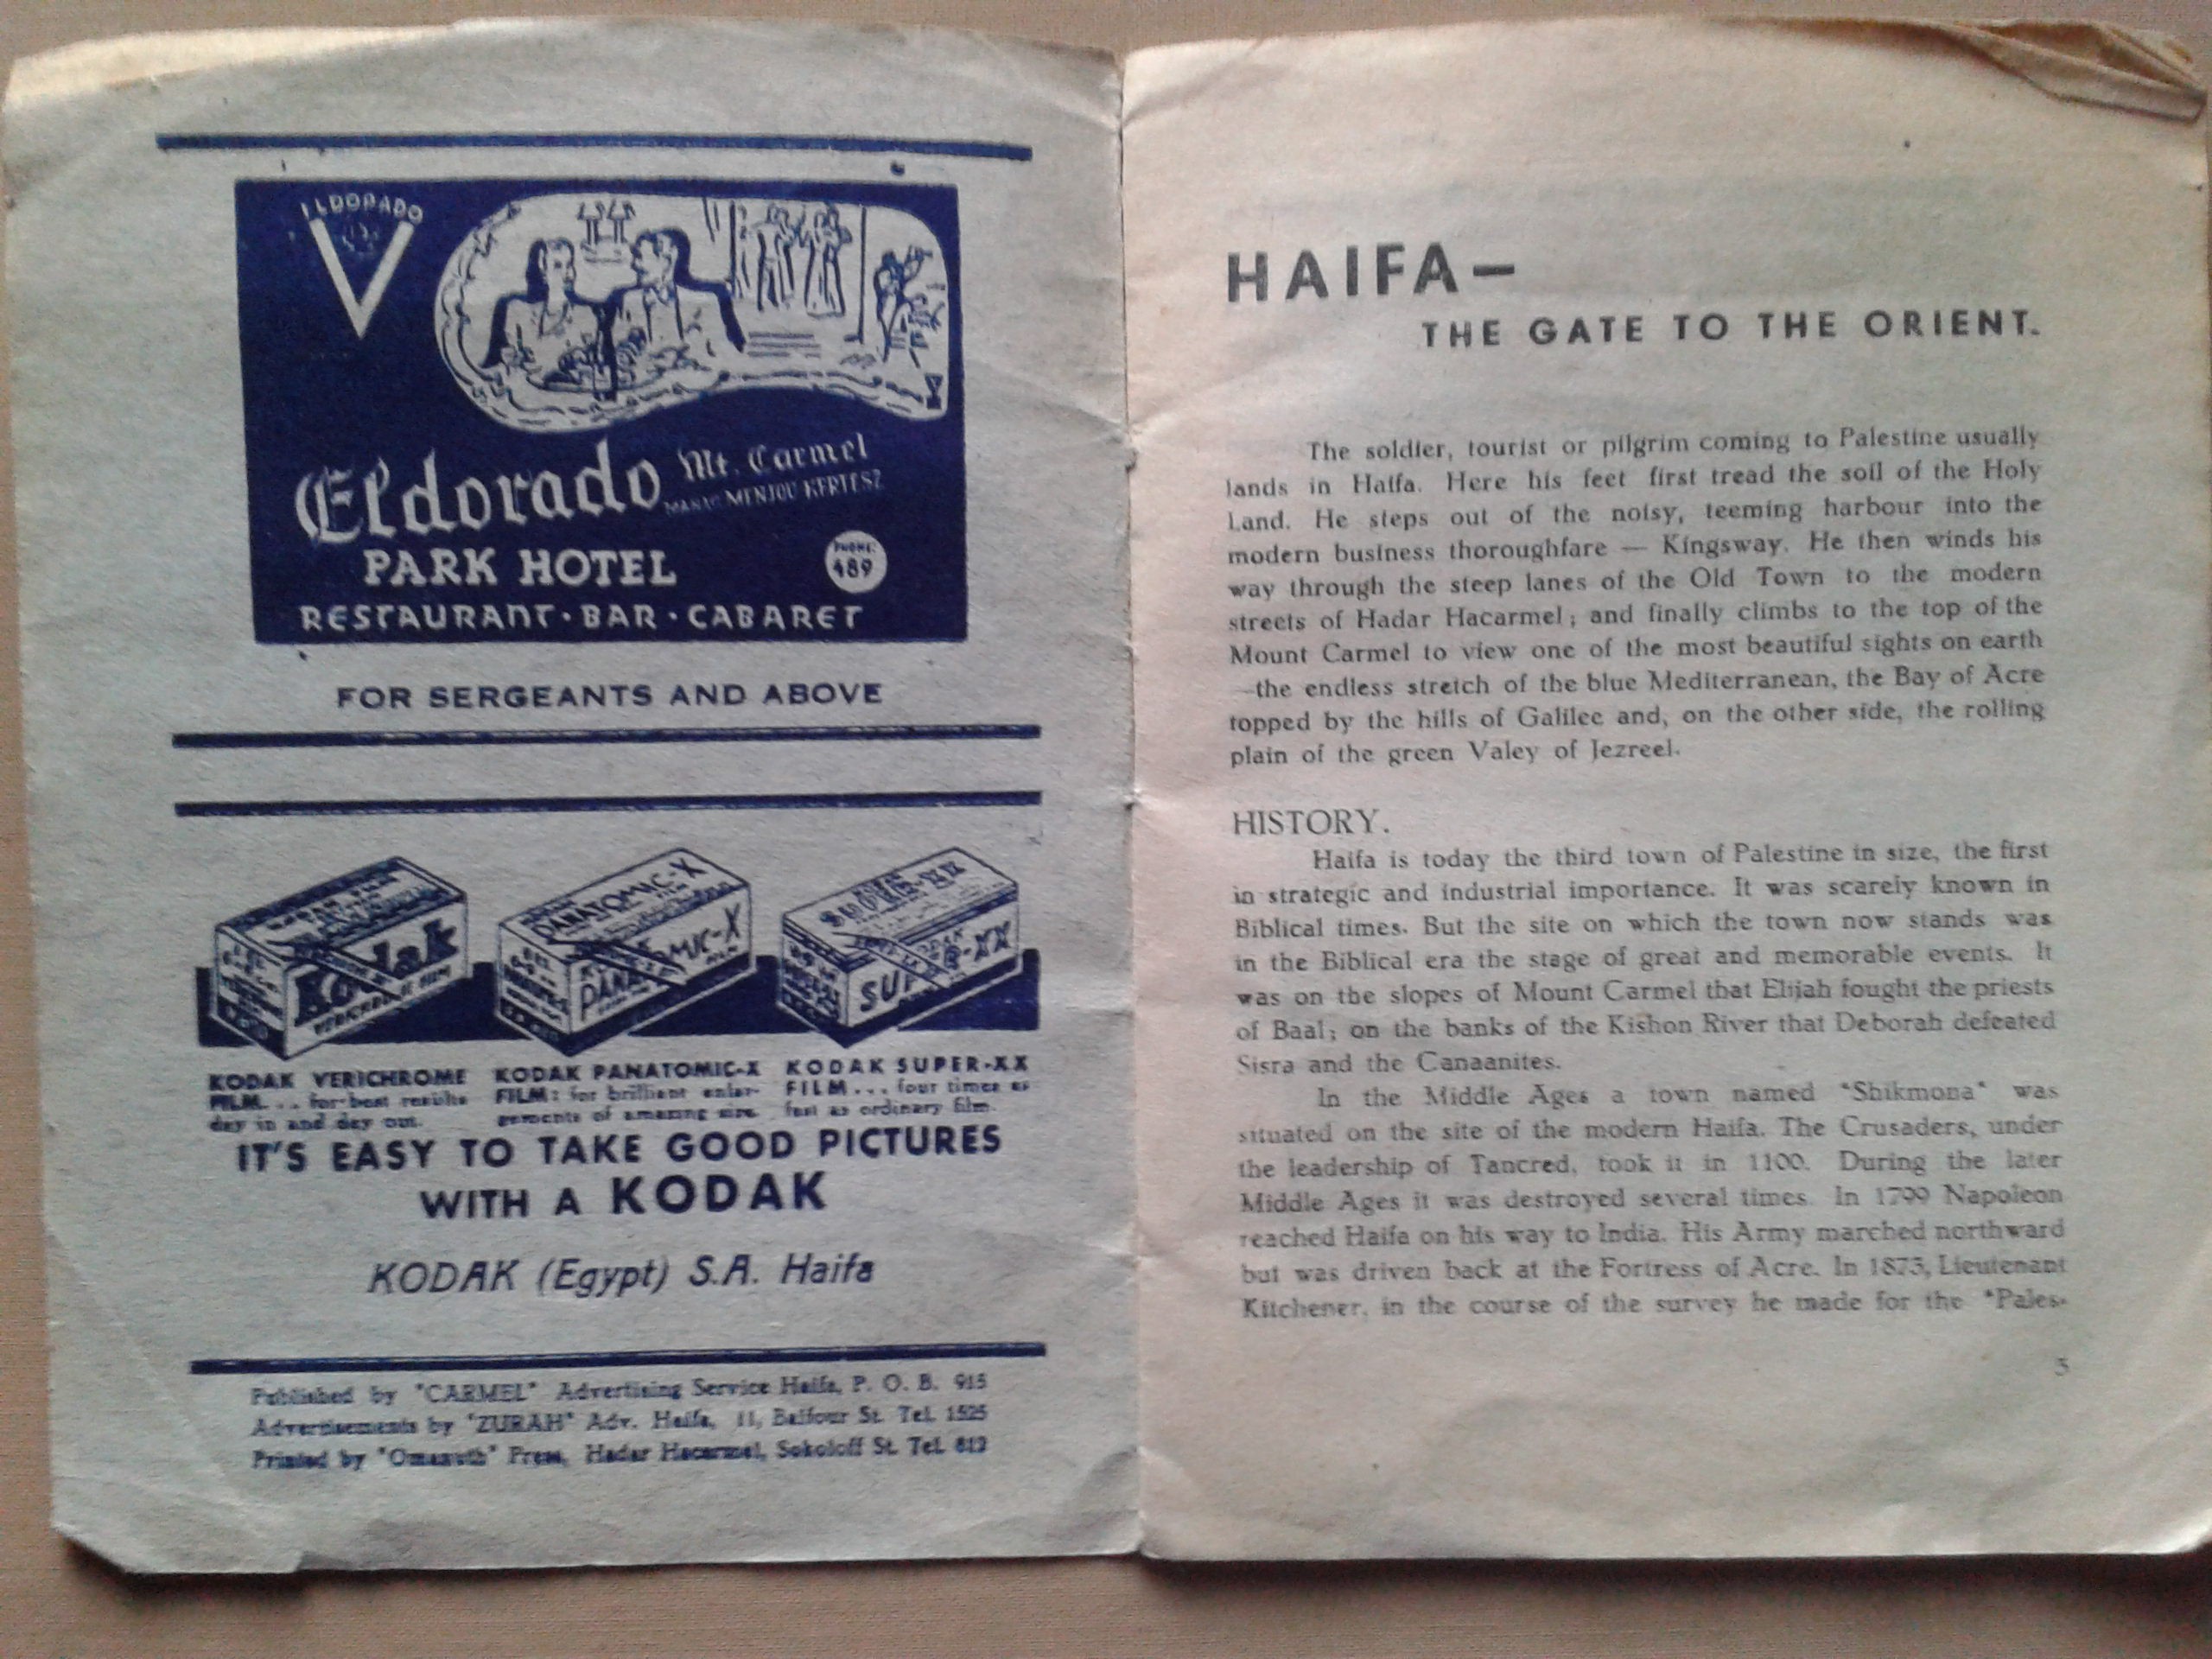 ELDORADO
Eldorado Mt. Carmel
MANAG. MENJOU KERTESZ
PARK HOTEL
PHONE:
489
RESTAURANT · BAR · CABARET
FOR SERGEANTS AND ABOVE
Kodak
VERICHROME FILM
PANATOMIC-X
PANATOMIC-X
SUPER-XX
SUPER-XX
KODAK VERICHROME
FILM... for best results
day in and day out.
KODAK PANATOMIC-X
FILM: for brilliant enlar-
gements of amazing size
KODAK SUPER-XX
FILM... four times as
fast as ordinary film.
IT'S EASY TO TAKE GOOD PICTURES
WITH A KODAK
KODAK (Egypt) S.A. Haifa
Published by "CARMEL" Advertising Service Haifa, P. O. B. 915
Advertisements by "ZURAH" Adv. Haifa, 11, Balfour St. Tel. 1525
Printed by "Omanuth" Press, Hadar Hacarmel, Sokoloff St. Tel. 812
HAIFA—
THE GATE TO THE ORIENT.
The soldier, tourist or pilgrim coming to Palestine usually
lands in Haifa. Here his feet first tread the soil of the Holy
Land. He steps out of the noisy, teeming harbour into the
modern business thoroughfare — Kingsway. He then winds his
way through the steep lanes of the Old Town to the modern
streets of Hadar Hacarmel; and finally climbs to the top of the
Mount Carmel to view one of the most beautiful sights on earth
—the endless stretch of the blue Mediterranean, the Bay of Acre
topped by the hills of Galilee and, on the other side, the rolling
plain of the green Valey of Jezreel.
HISTORY.
Haifa is today the third town of Palestine in size, the first
in strategic and industrial importance. It was scarely known in
Biblical times. But the site on which the town now stands was
in the Biblical era the stage of great and memorable events. It
was on the slopes of Mount Carmel that Elijah fought the priests
of Baal; on the banks of the Kishon River that Deborah defeated
Sisra and the Canaanites.
In the Middle Ages a town named "Shikmona" was
situated on the site of the modern Haifa. The Crusaders, under
the leadership of Tancred, took it in 1100. During the later
Middle Ages it was destroyed several times. In 1799 Napoleon
reached Haifa on his way to India. His Army marched northward
but was driven back at the Fortress of Acre. In 1873, Lieutenant
Kitchener, in the course of the survey he made for the "Pales-
3